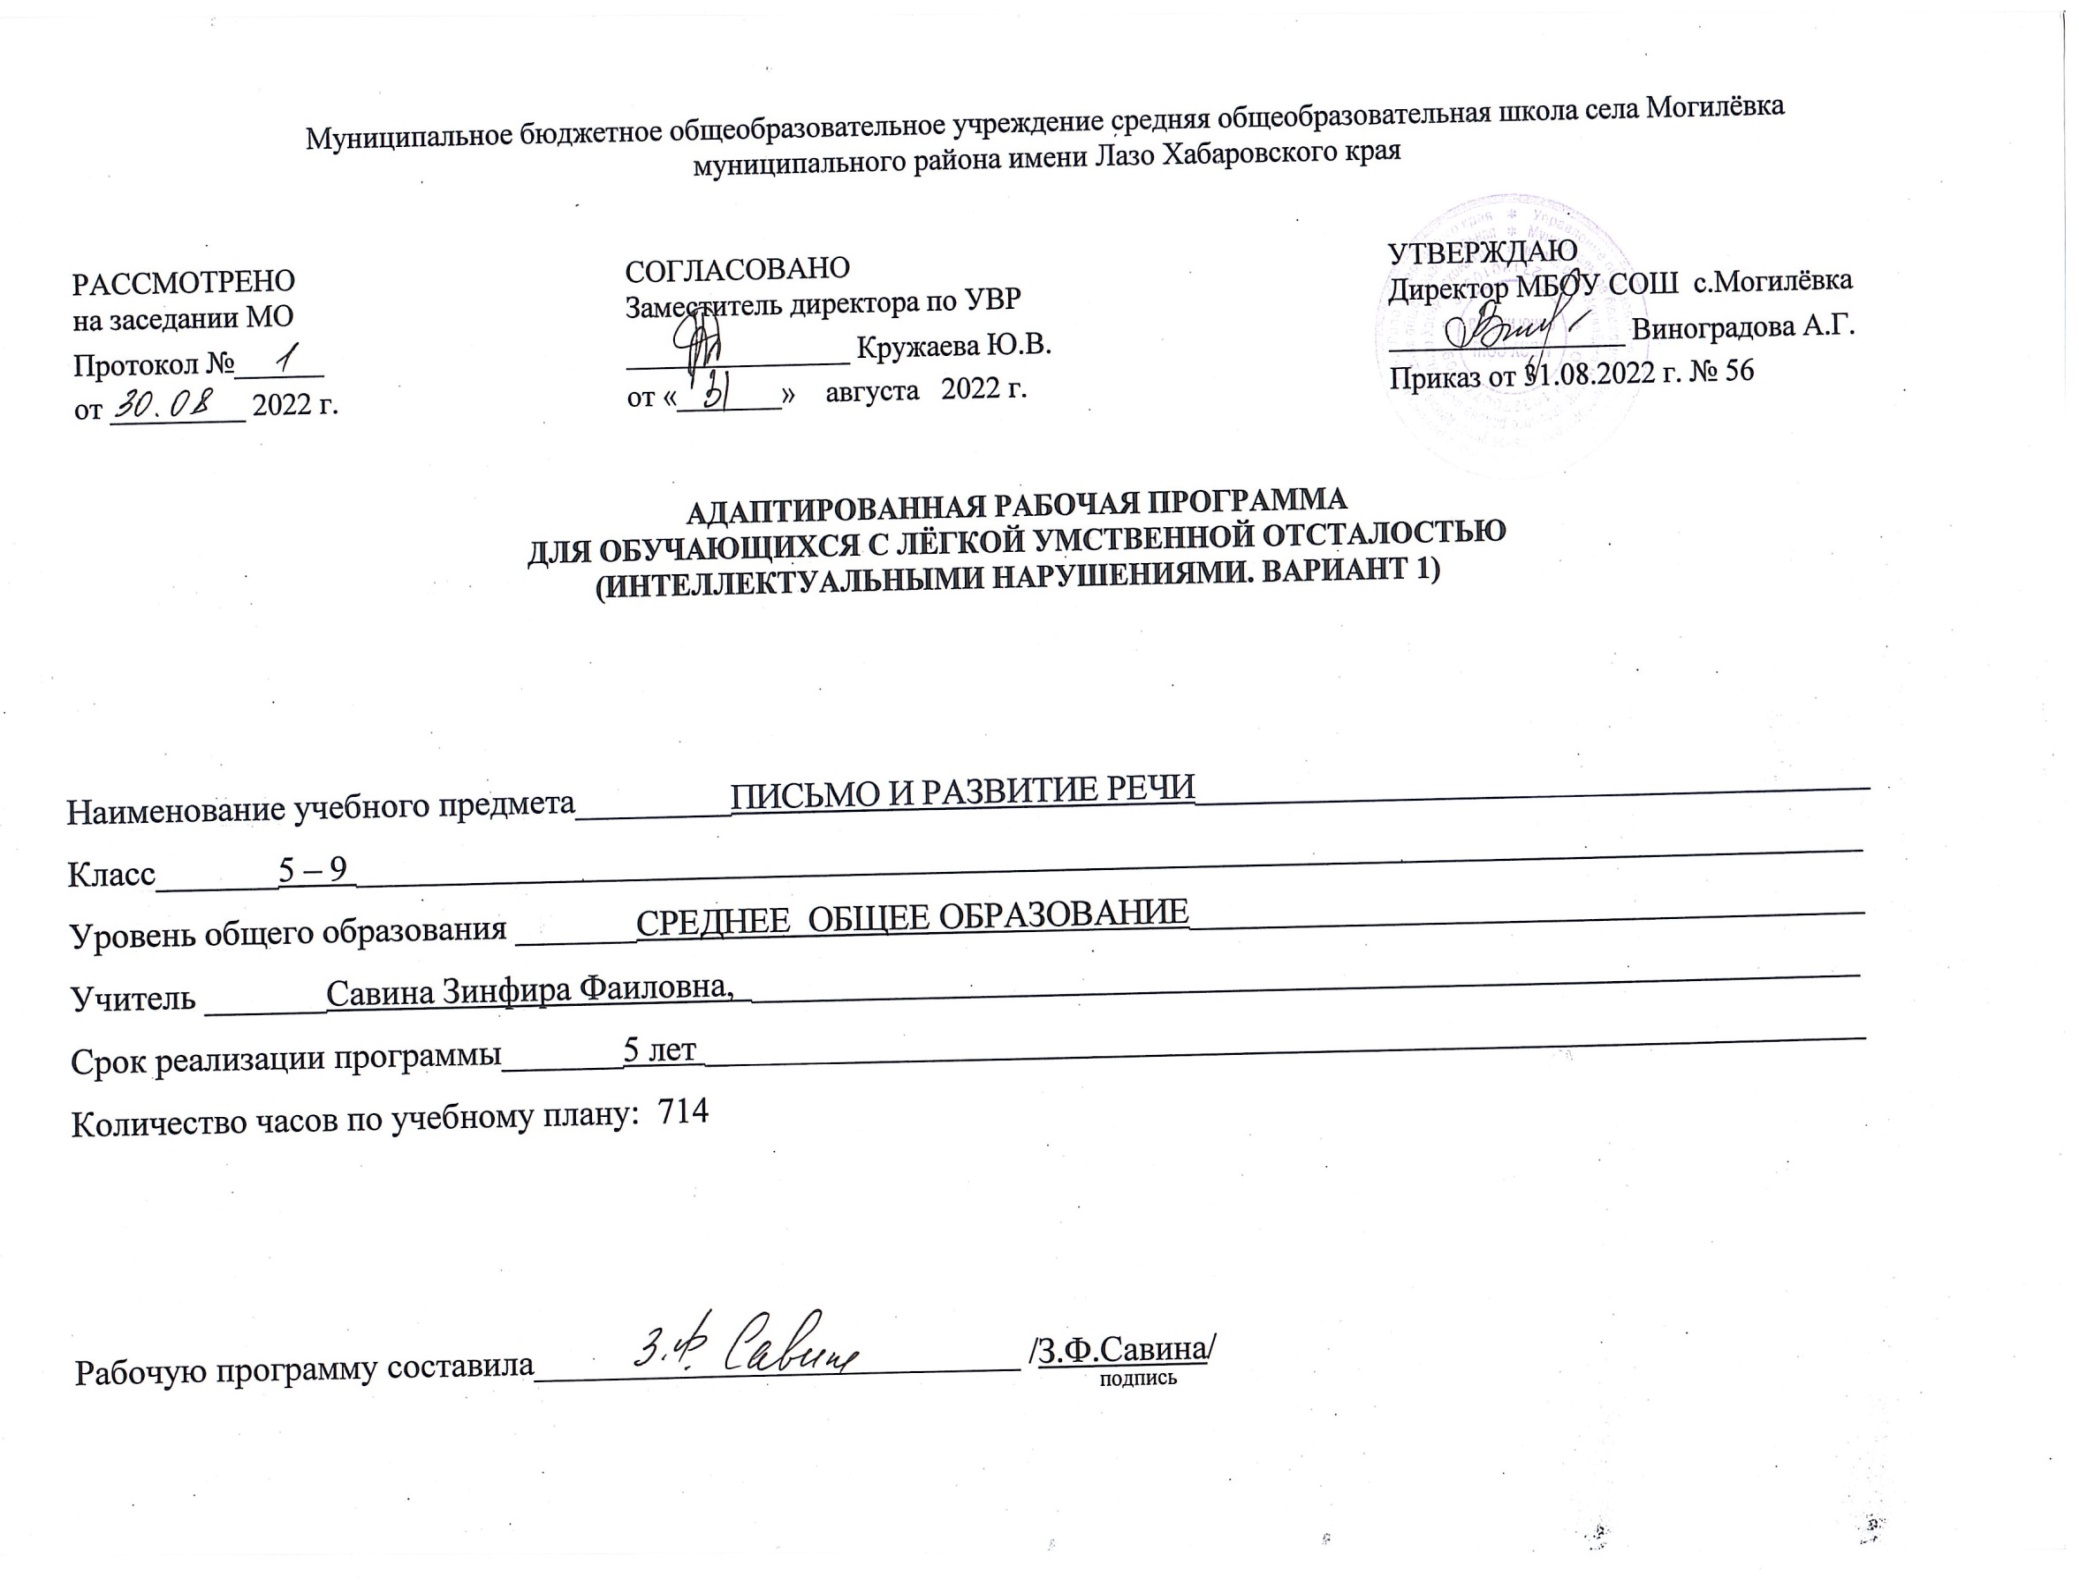 Муниципальное бюджетное общеобразовательное учреждение средняя общеобразовательная школа села Могилёвка
муниципального района имени Лазо Хабаровского края
РАССМОТРЕНО
на заседании МО
Протокол № 1
от 30.08 2022 г.
СОГЛАСОВАНО
Заместитель директора по УВР
Кружаева Ю.В.
от « 31 » августа 2022 г.
УТВЕРЖДАЮ
Директор МБОУ СОШ с.Могилёвка
Виноградова А.Г.
Приказ от 31.08.2022 г. № 56
АДАПТИРОВАННАЯ РАБОЧАЯ ПРОГРАММА
ДЛЯ ОБУЧАЮЩИХСЯ С ЛЁГКОЙ УМСТВЕННОЙ ОТСТАЛОСТЬЮ
(ИНТЕЛЛЕКТУАЛЬНЫМИ НАРУШЕНИЯМИ. ВАРИАНТ 1)
Наименование учебного предмета ПИСЬМО И РАЗВИТИЕ РЕЧИ
Класс 5 – 9
Уровень общего образования СРЕДНЕЕ ОБЩЕЕ ОБРАЗОВАНИЕ
Учитель Савина Зинфира Фаиловна,
Срок реализации программы 5 лет
Количество часов по учебному плану: 714
Рабочую программу составила З.Ф. Савина /З.Ф.Савина/
подпись